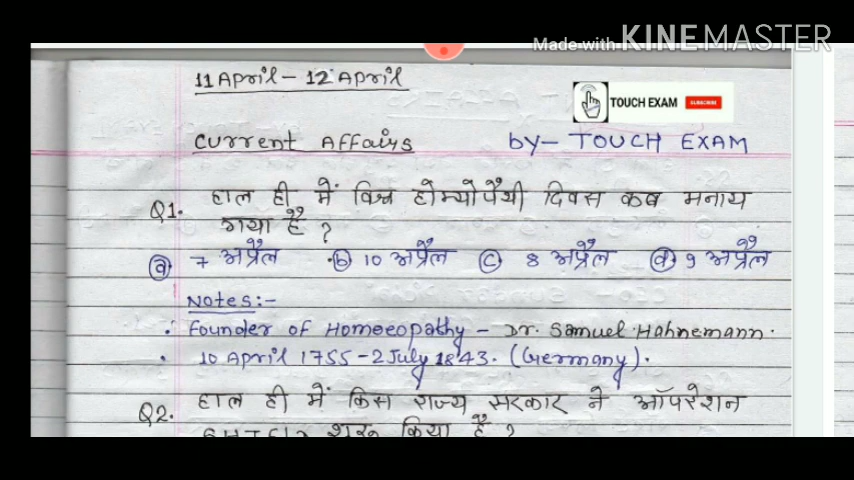 Made with KINEMASTER
11 April - 12 April
TOUCH EXAM SUBSCRIBE
Current Affairs by- TOUCH EXAM
Q1. हाल ही में विश्व होम्योपैथी दिवस कब मनाय
गया है ?
ⓐ 7 अप्रैल ⓑ 10 अप्रैल ⓒ 8 अप्रैल ⓓ 9 अप्रैल
Notes:-
Founder of Homoeopathy - Dr. Samuel Hahnemann.
10 April 1755 - 2 July 1843. (Germany).
Q2. हाल ही में किस राज्य सरकार ने ऑपरेशन
शुरू किया है ?